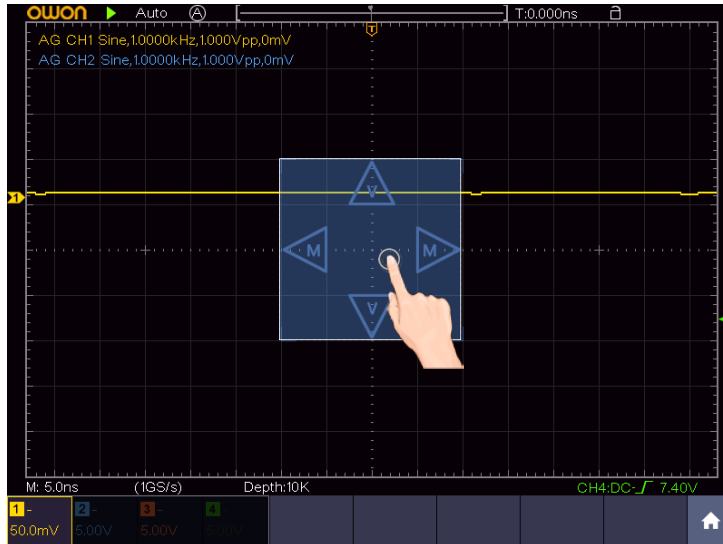 OWON Auto A T:0.000ns
T
AG CH1 Sine,1.0000kHz,1.000Vpp,0mV
AG CH2 Sine,1.0000kHz,1.000Vpp,0mV
A
1
M M
A
M: 5.0ns (1GS/s) Depth:10K CH4:DC- 7.40V
1 - 2 - 3 - 4 -
50.0mV 5.00V 5.00V 5.00V